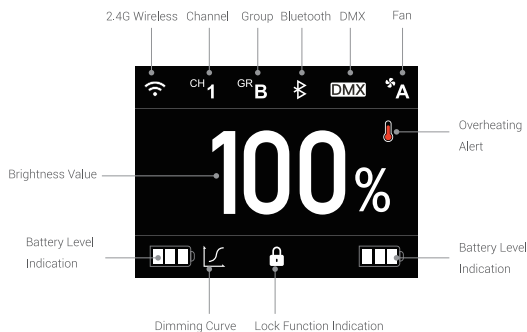 2.4G Wireless Channel Group Bluetooth DMX Fan
CH 1 GR B DMX A
Overheating
Alert
Brightness Value
100%
Battery Level
Indication
Battery Level
Indication
Dimming Curve Lock Function Indication